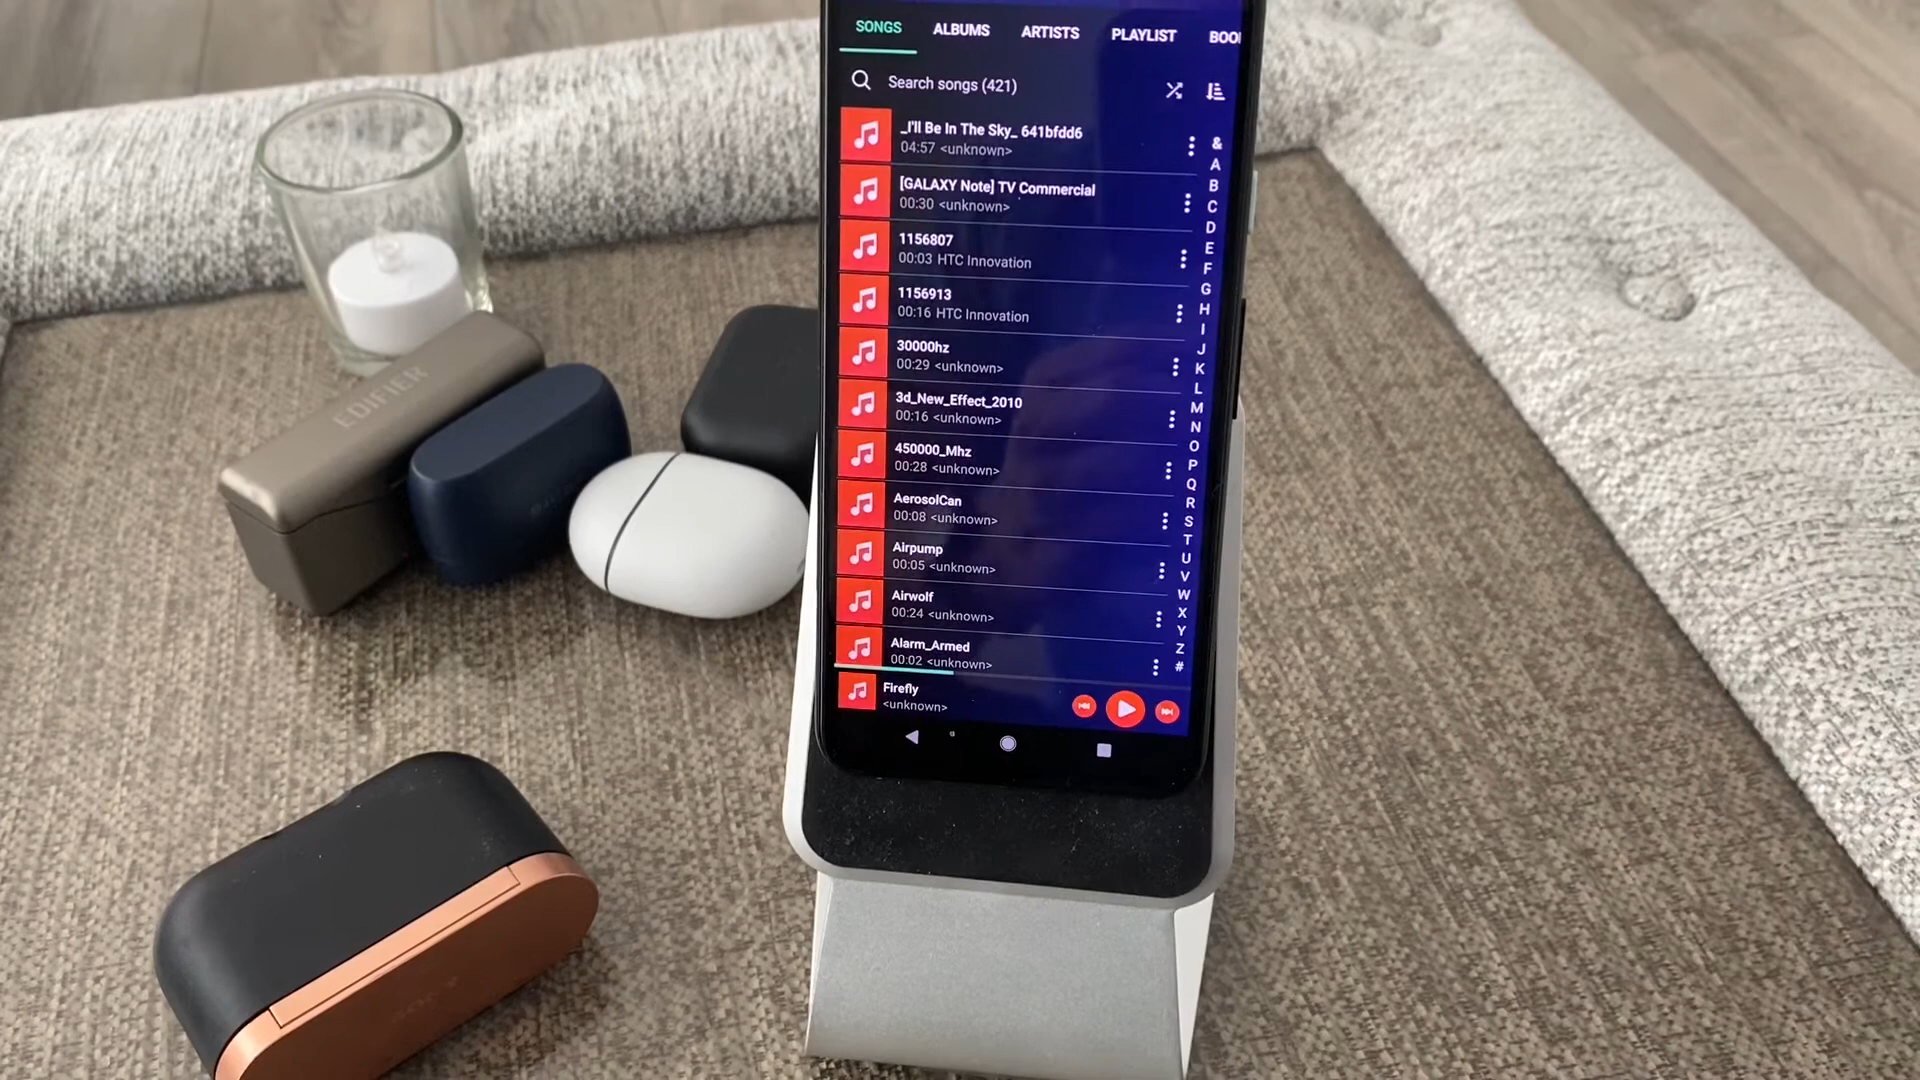 SONGS ALBUMS ARTISTS PLAYLIST BOO
Search songs (421)
_I'll Be In The Sky_ 641bfdd6
04:57 <unknown>
[GALAXY Note] TV Commercial
00:30 <unknown>
1156807
00:03 HTC Innovation
1156913
00:16 HTC Innovation
30000hz
00:29 <unknown>
3d_New_Effect_2010
00:16 <unknown>
450000_Mhz
00:28 <unknown>
AerosolCan
00:08 <unknown>
Airpump
00:05 <unknown>
Airwolf
00:24 <unknown>
Alarm_Armed
00:02 <unknown>
Firefly
<unknown>
&
A
B
C
D
E
F
G
H
I
J
K
L
M
N
O
P
Q
R
S
T
U
V
W
X
Y
Z
#
EDIFIER
SONY